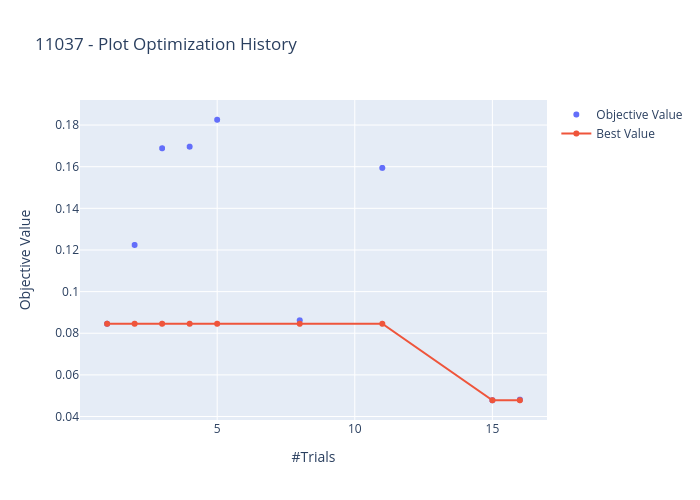 11037 - Plot Optimization History
Objective Value
Best Value
0.18
0.16
0.14
0.12
0.1
0.08
0.06
0.04
Objective Value
5
10
15
#Trials